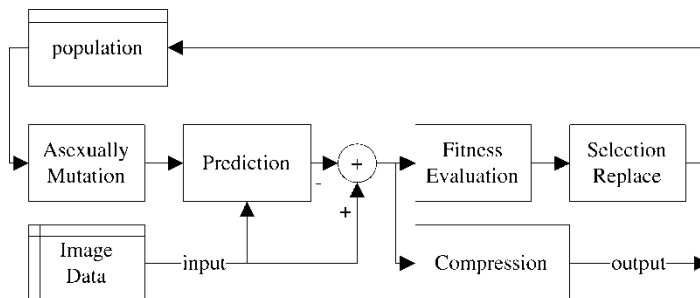 population
Asexually
Mutation
Prediction
-
+
+
Fitness
Evaluation
Selection
Replace
Image
Data
input
Compression
output